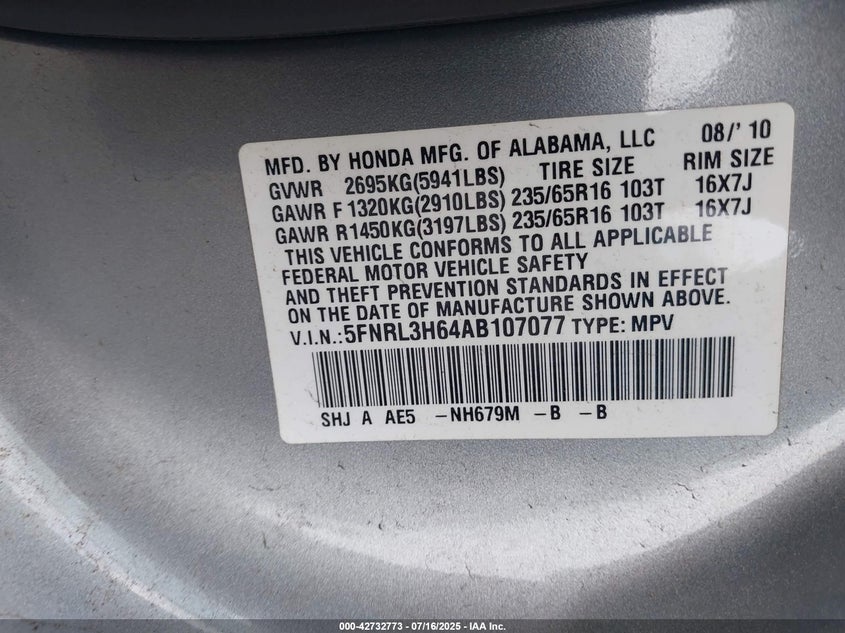 MFD. BY HONDA MFG. OF ALABAMA, LLC 08/' 10
GVWR 2695KG(5941LBS) TIRE SIZE RIM SIZE
GAWR F 1320KG(2910LBS) 235/65R16 103T 16X7J
GAWR R1450KG(3197LBS) 235/65R16 103T 16X7J
THIS VEHICLE CONFORMS TO ALL APPLICABLE
FEDERAL MOTOR VEHICLE SAFETY
AND THEFT PREVENTION STANDARDS IN EFFECT
ON THE DATE OF MANUFACTURE SHOWN ABOVE.
V.I.N.:5FNRL3H64AB107077 TYPE: MPV
SHJ A AE5 -NH679M -B -B
000-42732773 - 07/16/2025 - IAA Inc.